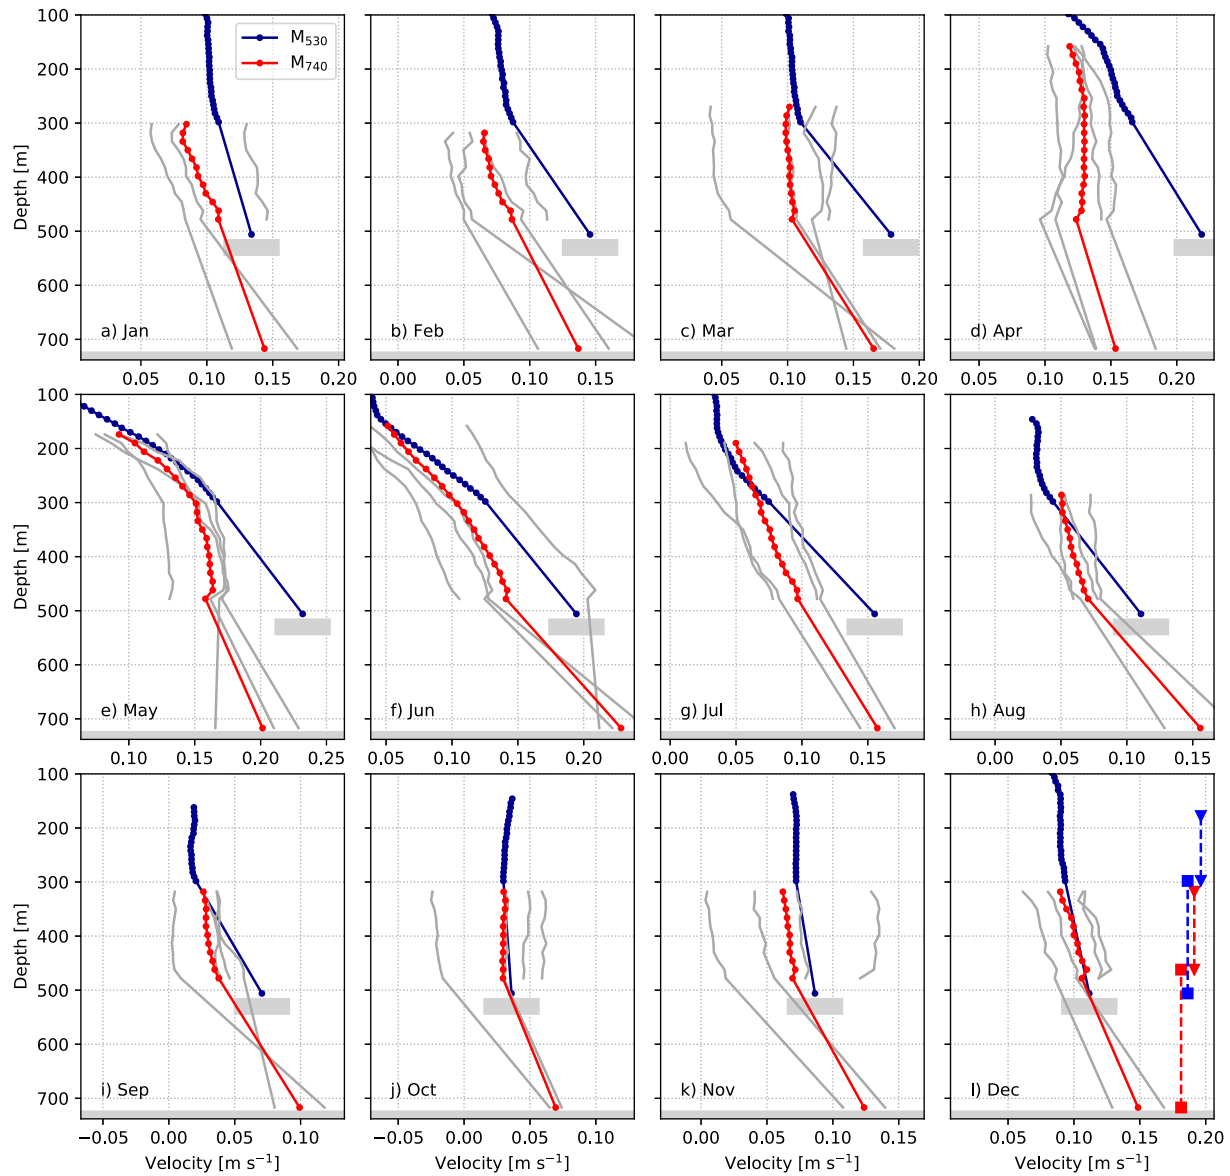 100
200
300
400
500
600
700
Depth [m]
M530
M740
a) Jan
b) Feb
c) Mar
d) Apr
0.05 0.10 0.15 0.20
0.00 0.05 0.10 0.15
0.00 0.05 0.10 0.15 0.20
0.05 0.10 0.15 0.20
100
200
300
400
500
600
700
Depth [m]
e) May
f) Jun
g) Jul
h) Aug
0.10 0.15 0.20 0.25
0.05 0.10 0.15 0.20
0.00 0.05 0.10 0.15
0.00 0.05 0.10 0.15
100
200
300
400
500
600
700
Depth [m]
i) Sep
j) Oct
k) Nov
l) Dec
−0.05 0.00 0.05 0.10
−0.05 0.00 0.05 0.10
0.00 0.05 0.10 0.15
0.05 0.10 0.15 0.20
Velocity [m s⁻¹]
Velocity [m s⁻¹]
Velocity [m s⁻¹]
Velocity [m s⁻¹]